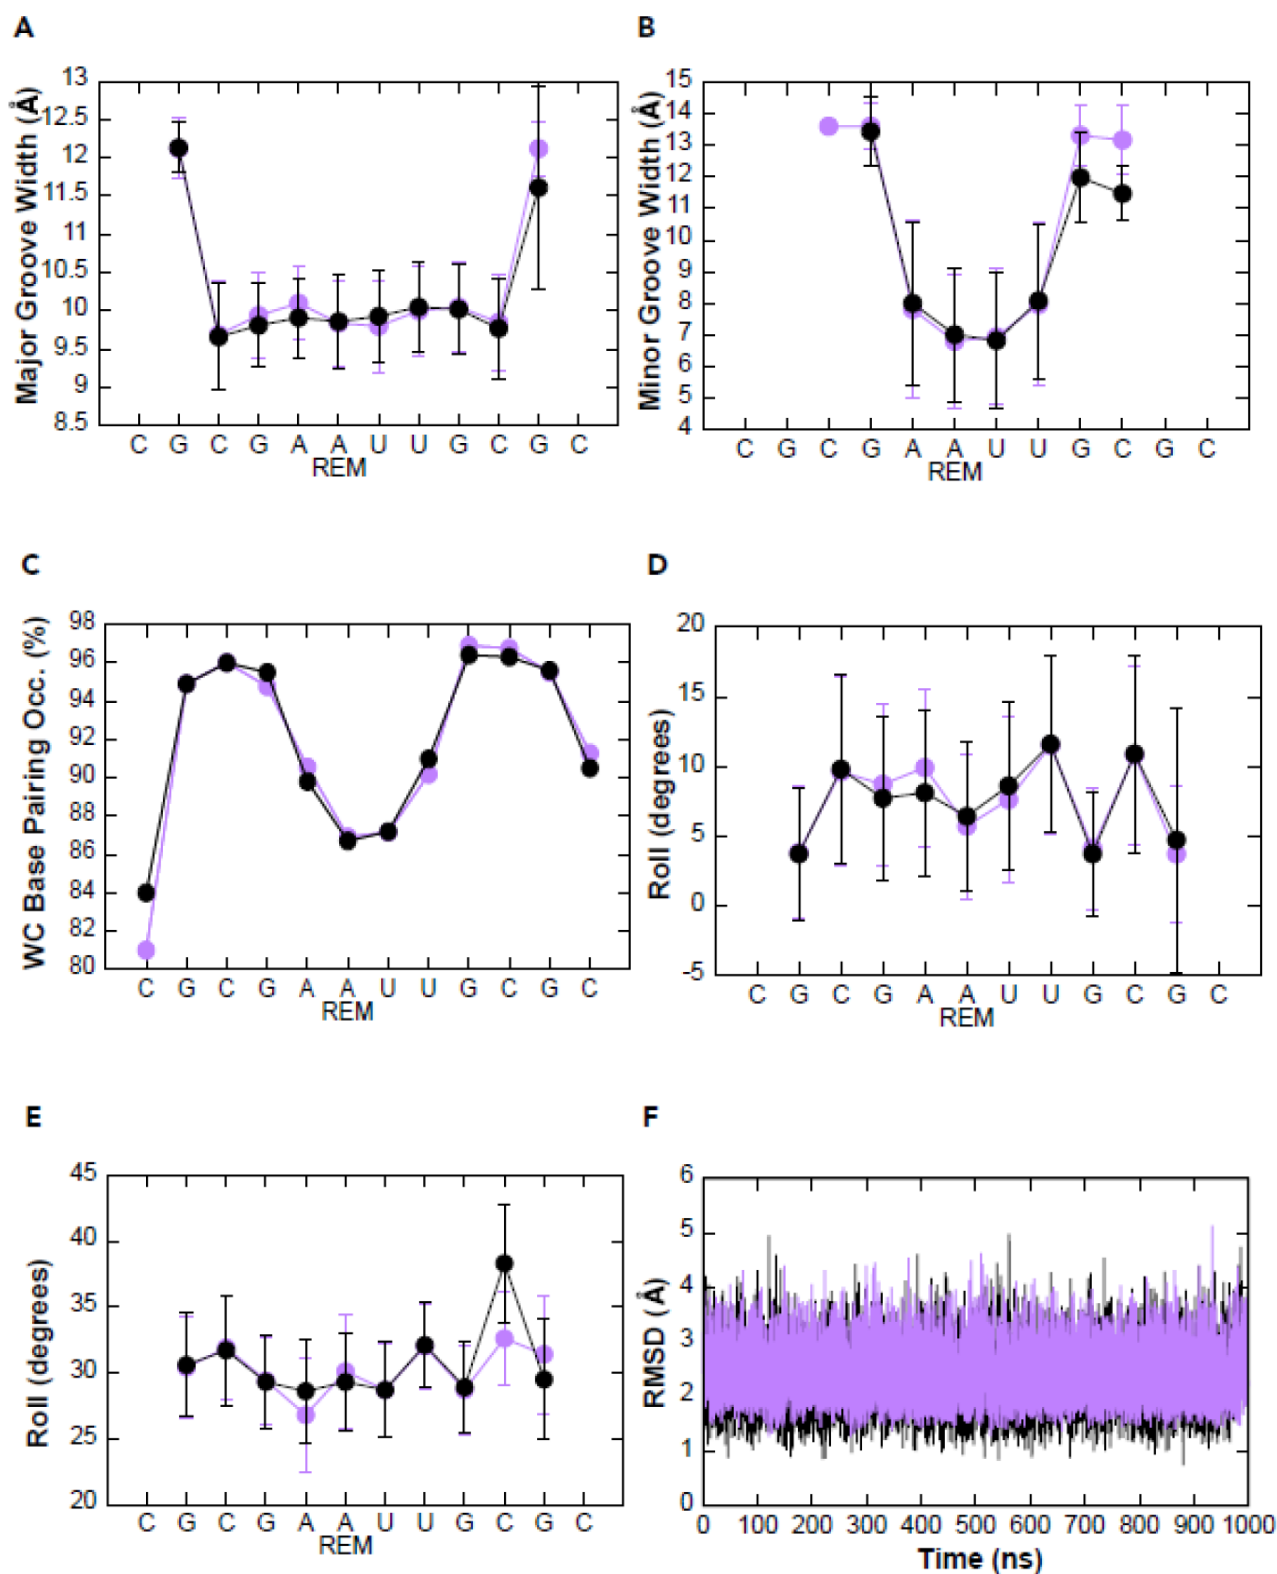 A
Major Groove Width (Å)
13
12.5
12
11.5
11
10.5
10
9.5
9
8.5
C G C G A A U U G C G C
REM
B
Minor Groove Width (Å)
15
14
13
12
11
10
9
8
7
6
5
4
C G C G A A U U G C G C
REM
C
WC Base Pairing Occ. (%)
98
96
94
92
90
88
86
84
82
80
C G C G A A U U G C G C
REM
D
Roll (degrees)
20
15
10
5
0
-5
C G C G A A U U G C G C
REM
E
Roll (degrees)
45
40
35
30
25
20
C G C G A A U U G C G C
REM
F
RMSD (Å)
6
5
4
3
2
1
0
0 100 200 300 400 500 600 700 800 900 1000
Time (ns)